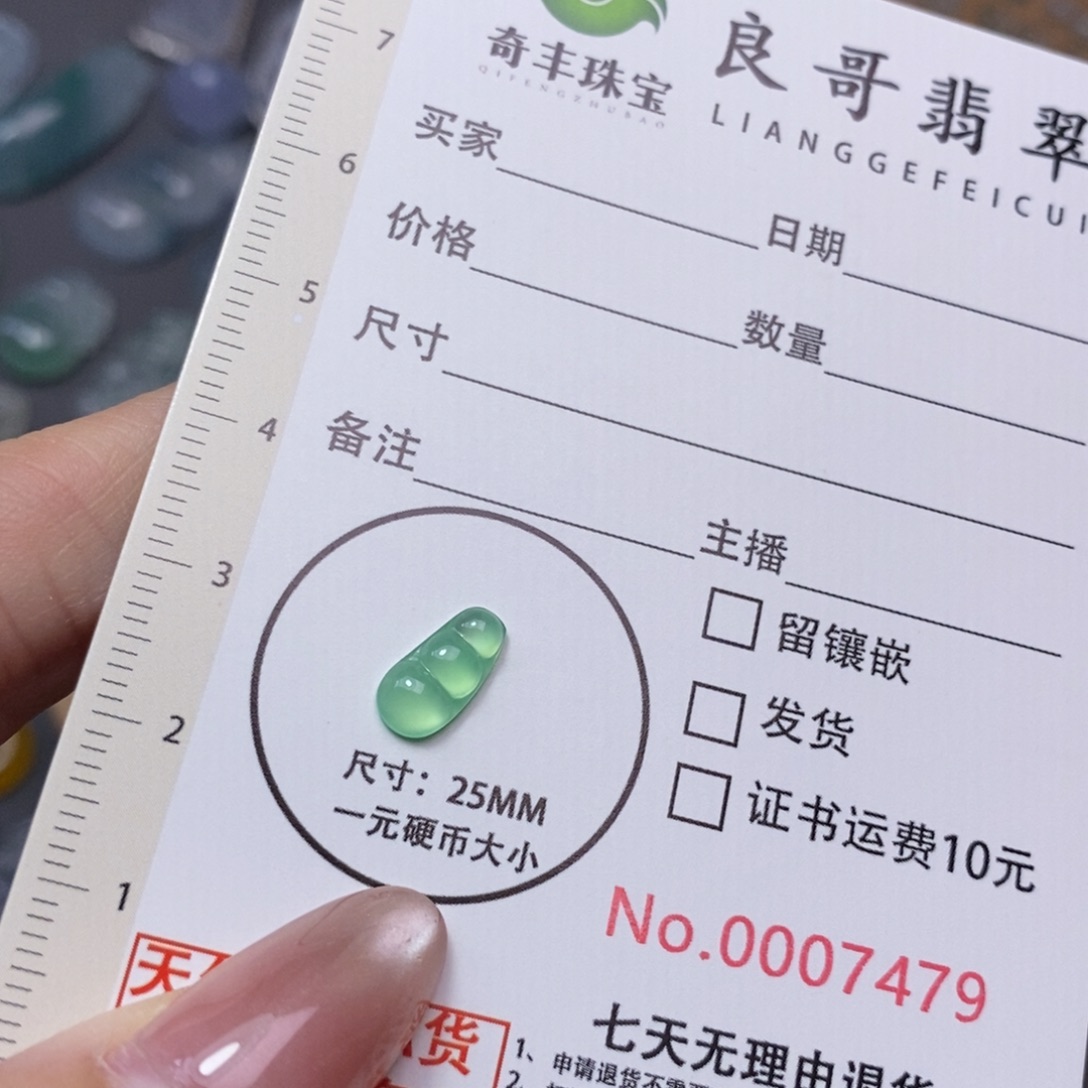 奇丰珠宝
QIFENGZHUBAO
良哥翡翠
LIANGGEFEICUI
买家
日期
价格
数量
尺寸
备注
主播
留镶嵌
发货
证书运费10元
尺寸：25MM
一元硬币大小
No.0007479
天
货
七天无理由退货
1、申请退货不需
2、
7
6
5
4
3
2
1